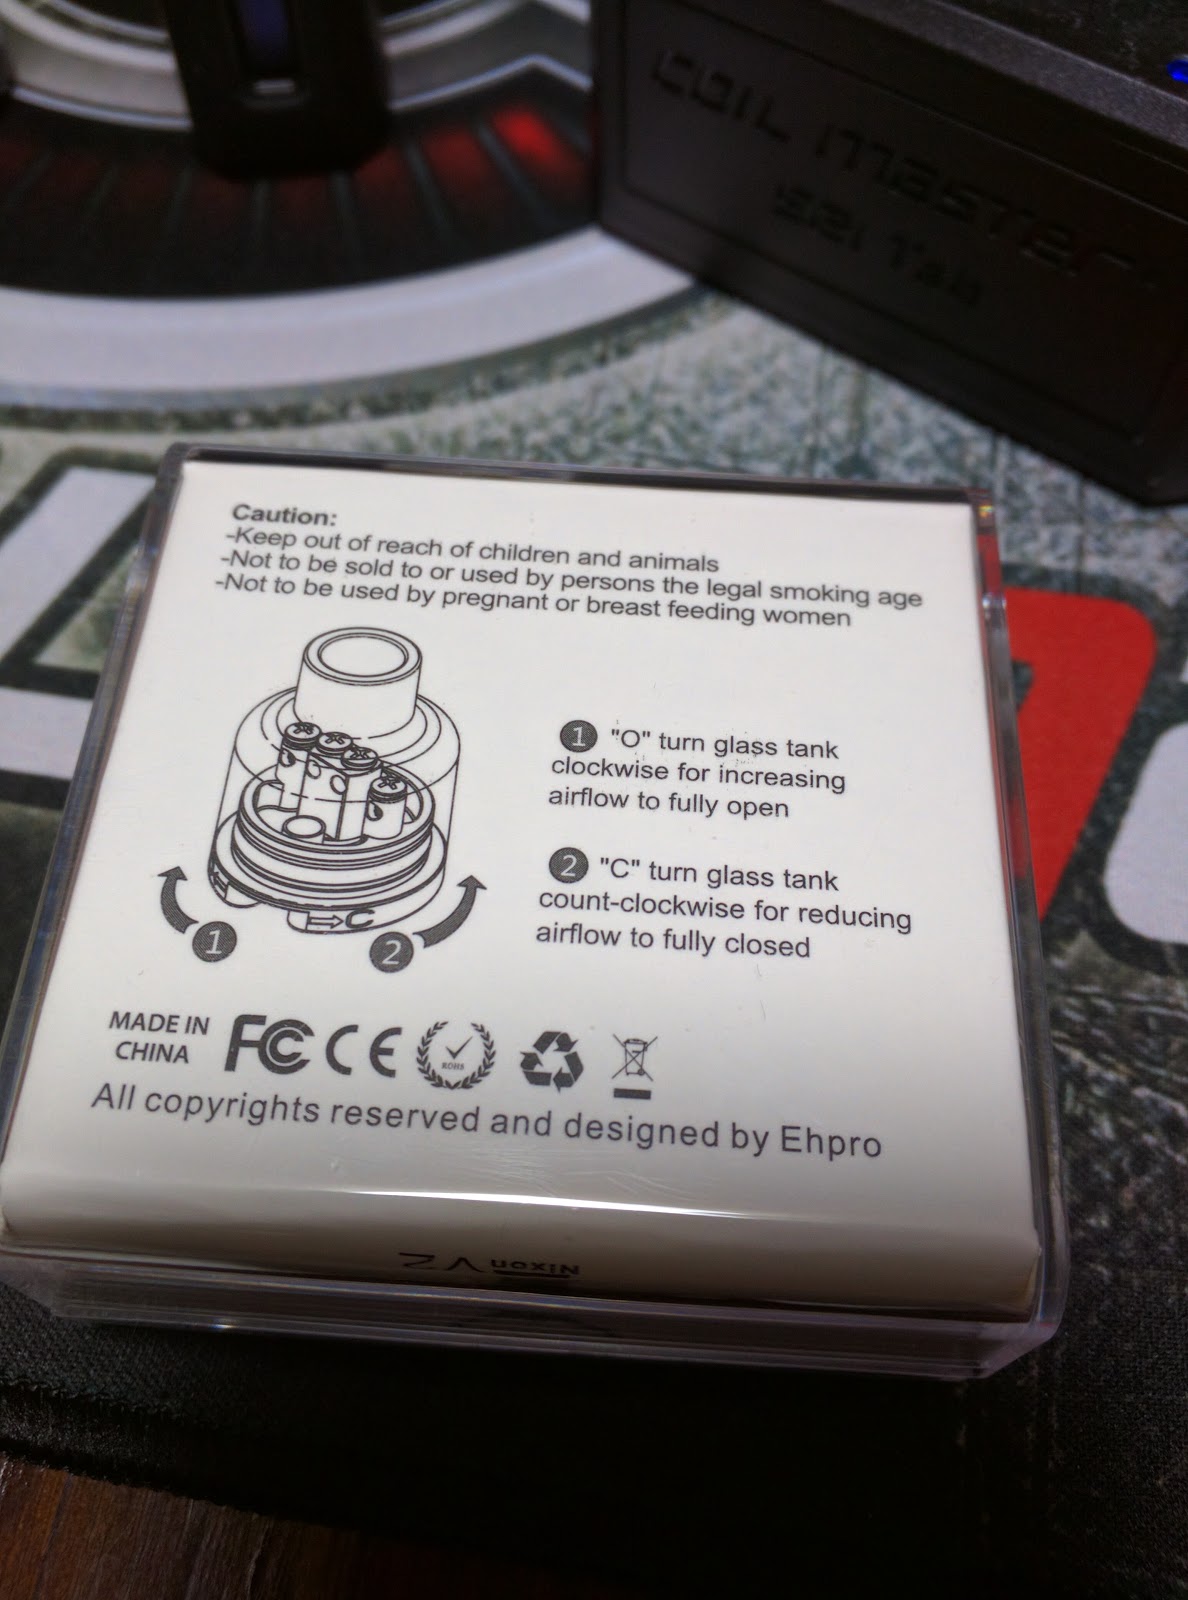 COIL master
Caution:
-Keep out of reach of children and animals
-Not to be sold to or used by persons the legal smoking age
-Not to be used by pregnant or breast feeding women
1 "O" turn glass tank
clockwise for increasing
airflow to fully open
2 "C" turn glass tank
count-clockwise for reducing
airflow to fully closed
C
1
2
MADE IN
CHINA
FC CE
ROHS
All copyrights reserved and designed by Ehpro
Nixon V2